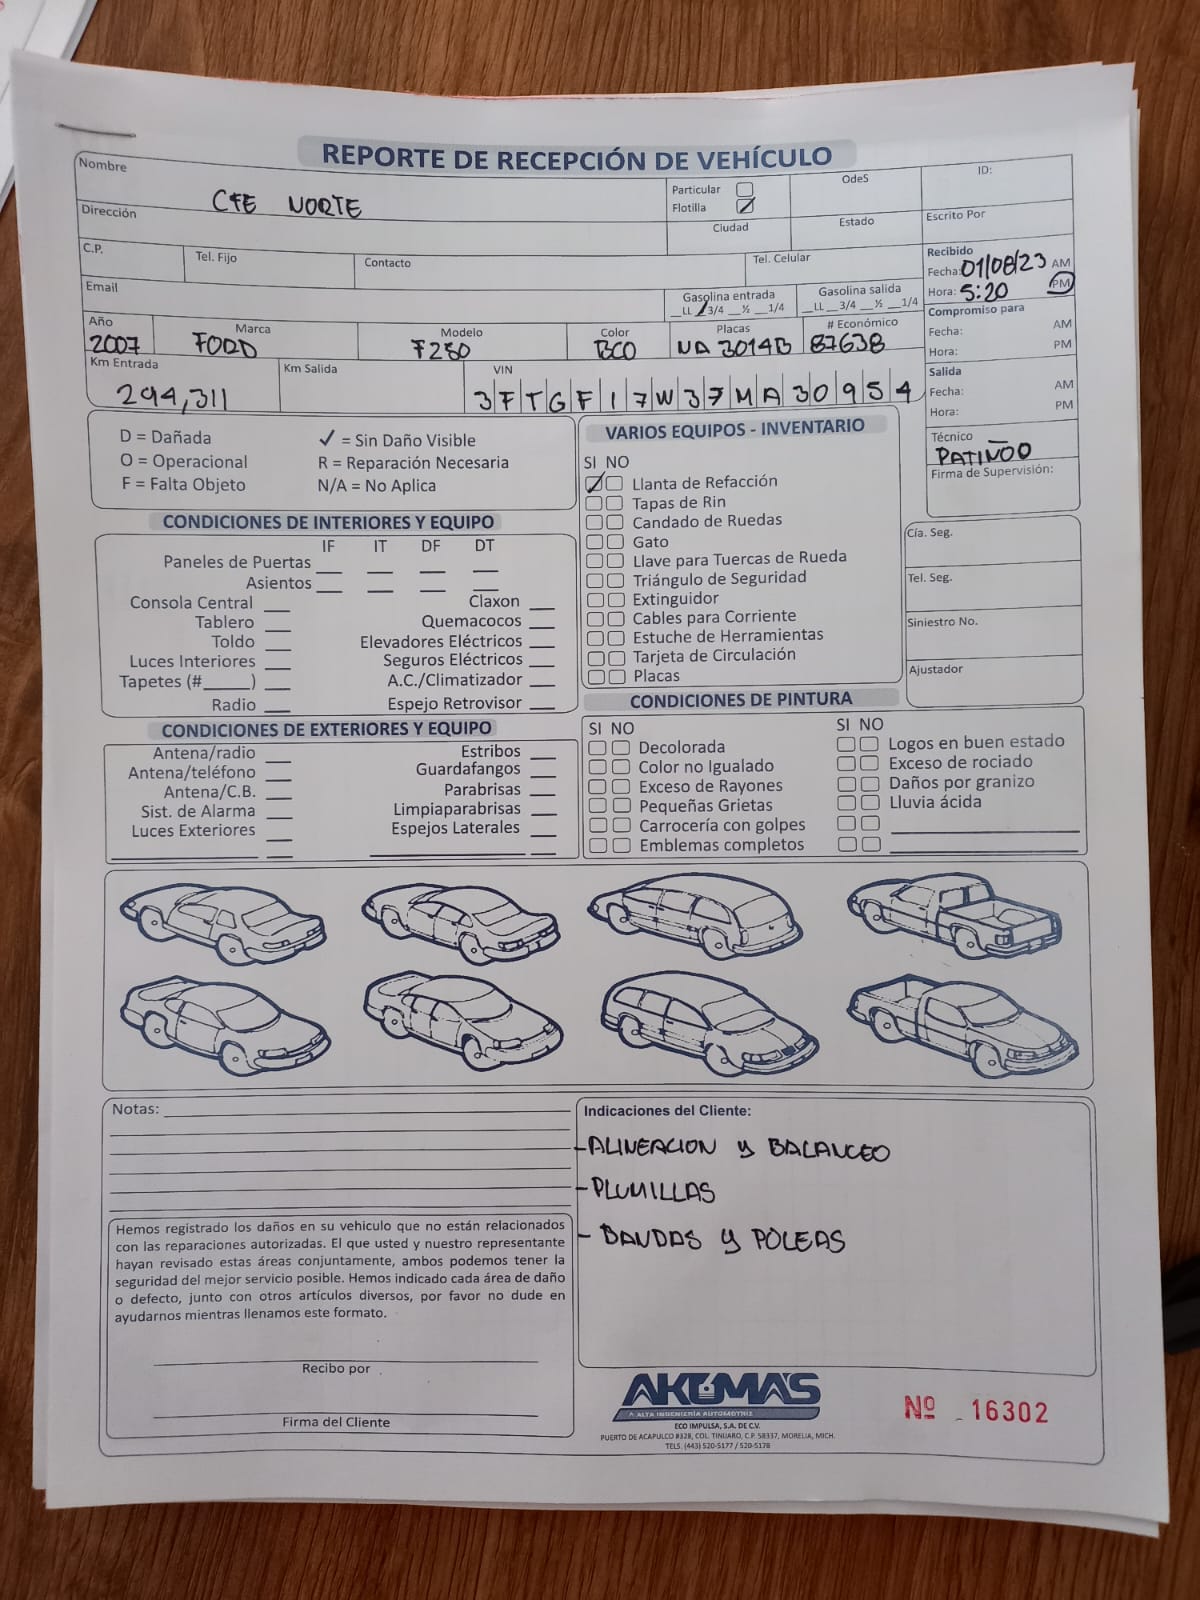 REPORTE DE RECEPCIÓN DE VEHÍCULO
Nombre
CFE NORTE
Particular
Flotilla
OdeS
ID:
Dirección
Ciudad
Estado
Escrito Por
C.P.
Tel. Fijo
Contacto
Tel. Celular
Recibido
Fecha: 01/08/23 AM
Hora: 5:20 PM
Email
Gasolina entrada
__LL __3/4 __½ __1/4
Gasolina salida
__LL __3/4 __½ __1/4
Compromiso para
Fecha: AM
Hora: PM
Año
2007
Marca
FORD
Modelo
F250
Color
BCO
Placas
NA 3014B
# Económico
87638
Km Entrada
294,311
Km Salida
VIN
3FTGF17W37MA30954
Salida
Fecha: AM
Hora: PM
Técnico
PATIÑO
Firma de Supervisión:
D = Dañada
✓ = Sin Daño Visible
O = Operacional
R = Reparación Necesaria
F = Falta Objeto
N/A = No Aplica
VARIOS EQUIPOS - INVENTARIO
SI NO
Llanta de Refacción
Tapas de Rin
Candado de Ruedas
Gato
Llave para Tuercas de Rueda
Triángulo de Seguridad
Extinguidor
Cables para Corriente
Estuche de Herramientas
Tarjeta de Circulación
Placas
Cía. Seg.
Tel. Seg.
Siniestro No.
Ajustador
CONDICIONES DE INTERIORES Y EQUIPO
IF IT DF DT
Paneles de Puertas
Asientos
Consola Central
Claxon
Tablero
Quemacocos
Toldo
Elevadores Eléctricos
Luces Interiores
Seguros Eléctricos
Tapetes (#_____)
A.C./Climatizador
Radio
Espejo Retrovisor
CONDICIONES DE EXTERIORES Y EQUIPO
Antena/radio
Estribos
Antena/teléfono
Guardafangos
Antena/C.B.
Parabrisas
Sist. de Alarma
Limpiaparabrisas
Luces Exteriores
Espejos Laterales
CONDICIONES DE PINTURA
SI NO
Decolorada
Color no Igualado
Exceso de Rayones
Pequeñas Grietas
Carrocería con golpes
Emblemas completos
SI NO
Logos en buen estado
Exceso de rociado
Daños por granizo
Lluvia ácida
Notas:
Indicaciones del Cliente:
-ALINEACION y BALANCEO
-PLUMILLAS
- BANDAS y POLEAS
Hemos registrado los daños en su vehiculo que no están relacionados
con las reparaciones autorizadas. El que usted y nuestro representante
hayan revisado estas áreas conjuntamente, ambos podemos tener la
seguridad del mejor servicio posible. Hemos indicado cada área de daño
o defecto, junto con otros artículos diversos, por favor no dude en
ayudarnos mientras llenamos este formato.
Recibo por
Firma del Cliente
AKUMAS
ALTA INGENIERÍA AUTOMOTRIZ
ECO IMPULSA, S.A. DE C.V.
PUERTO DE ACAPULCO #328, COL. TINIJARO, C.P. 58337, MORELIA, MICH.
TELS. (443) 520-5177 / 520-5178
Nº 16302